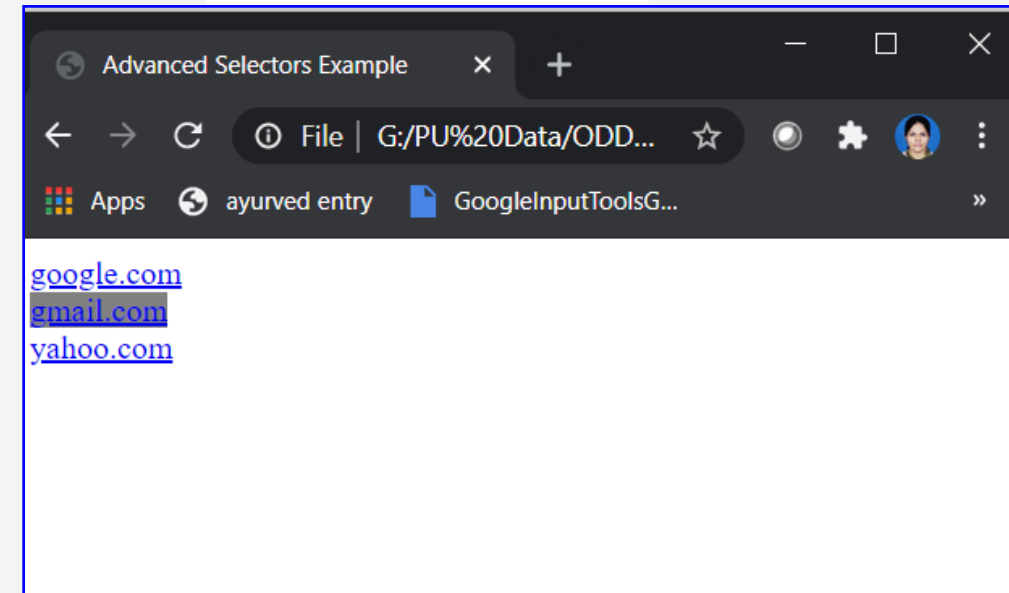 Advanced Selectors Example
File | G:/PU%20Data/ODD...
Apps ayurved entry GoogleInputToolsG... »
google.com
gmail.com
yahoo.com